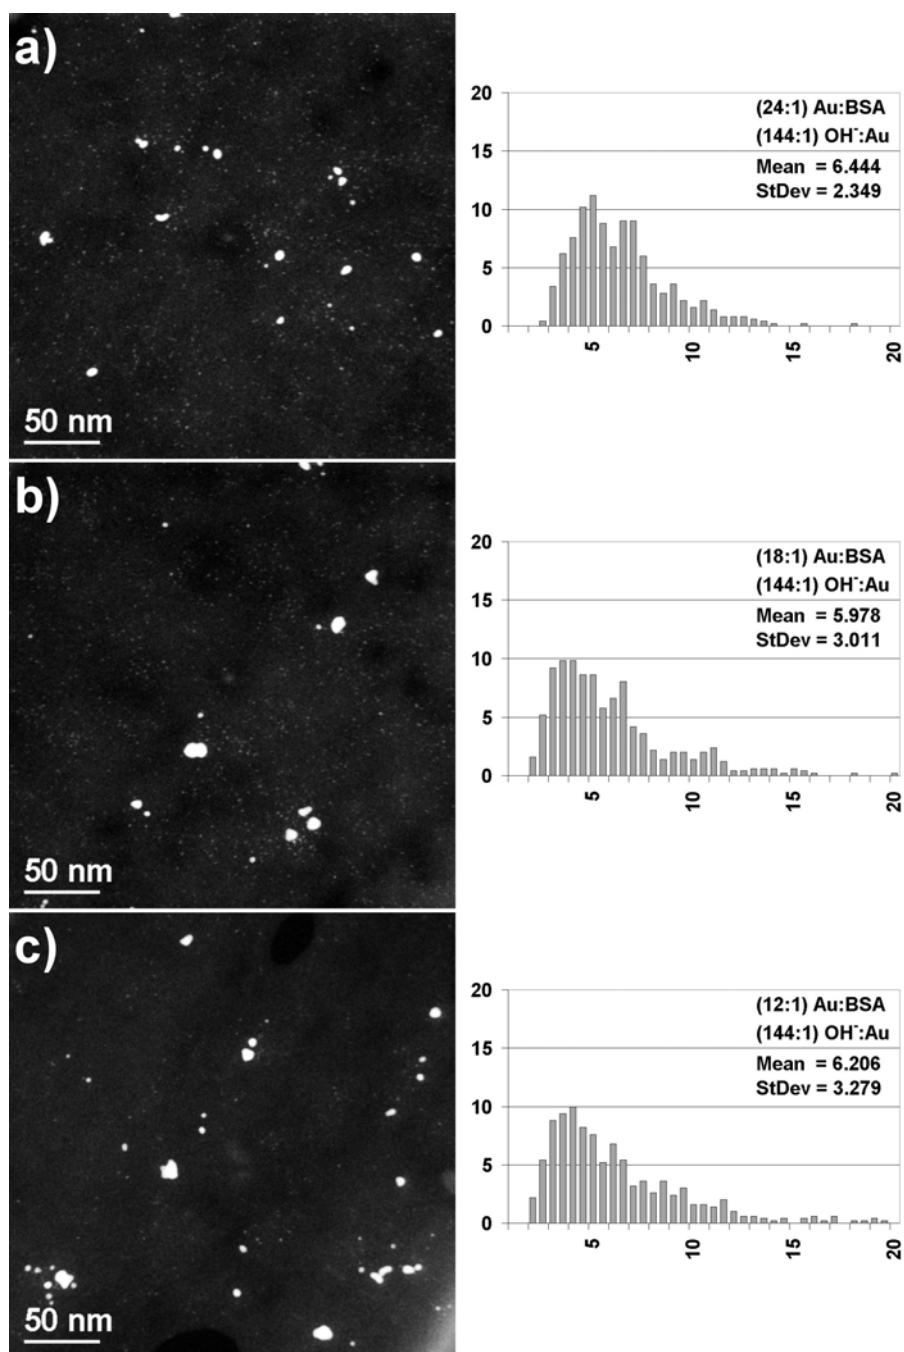 a)
50 nm
20
15
10
5
0
5
10
15
20
(24:1) Au:BSA
(144:1) OH⁻:Au
Mean = 6.444
StDev = 2.349
b)
50 nm
20
15
10
5
0
5
10
15
20
(18:1) Au:BSA
(144:1) OH⁻:Au
Mean = 5.978
StDev = 3.011
c)
50 nm
20
15
10
5
0
5
10
15
20
(12:1) Au:BSA
(144:1) OH⁻:Au
Mean = 6.206
StDev = 3.279